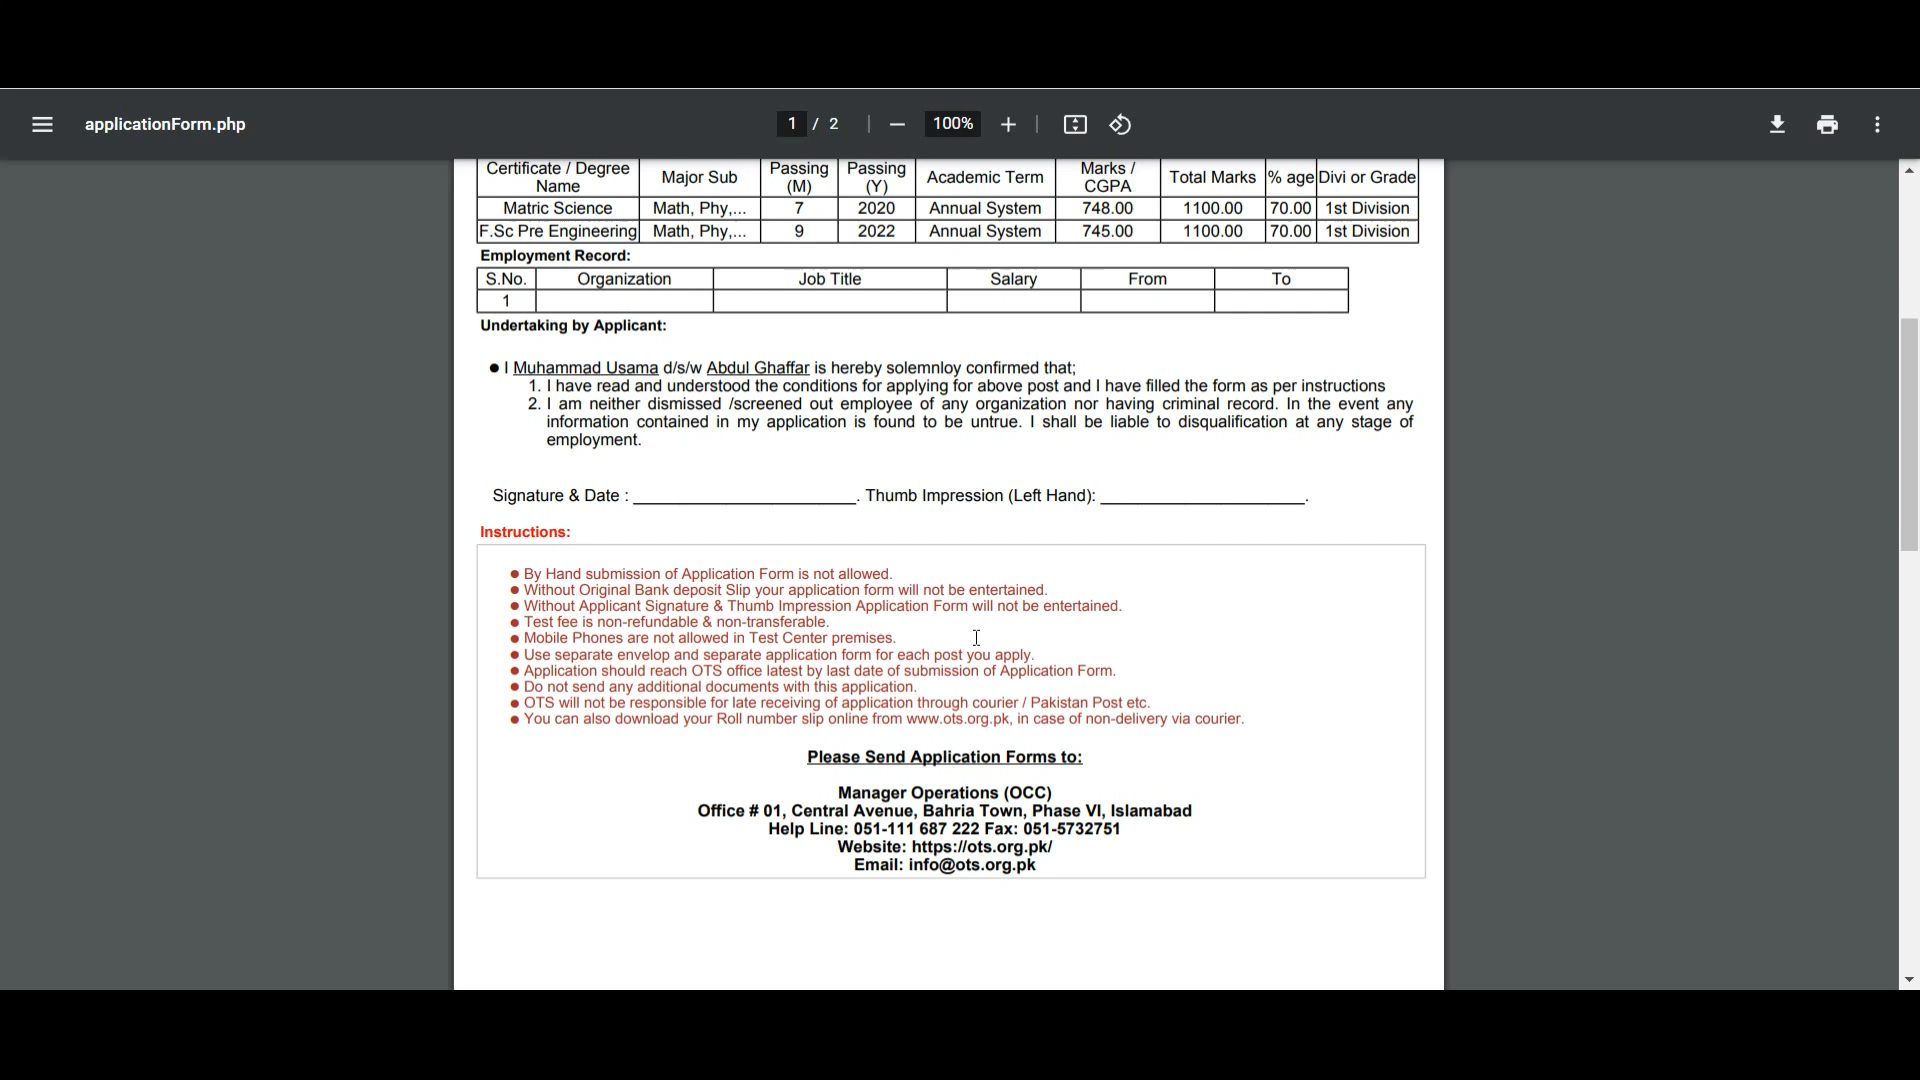 applicationForm.php
1 / 2
100%
Certificate / Degree Name Major Sub Passing (M) Passing (Y) Academic Term Marks / CGPA Total Marks % age Divi or Grade
Matric Science Math, Phy,... 7 2020 Annual System 748.00 1100.00 70.00 1st Division
F.Sc Pre Engineering Math, Phy,... 9 2022 Annual System 745.00 1100.00 70.00 1st Division
Employment Record:
S.No. Organization Job Title Salary From To
1
Undertaking by Applicant:
● I Muhammad Usama d/s/w Abdul Ghaffar is hereby solemnloy confirmed that;
1. I have read and understood the conditions for applying for above post and I have filled the form as per instructions
2. I am neither dismissed /screened out employee of any organization nor having criminal record. In the event any
information contained in my application is found to be untrue. I shall be liable to disqualification at any stage of
employment.
Signature & Date : ________________________. Thumb Impression (Left Hand): ______________________.
Instructions:
● By Hand submission of Application Form is not allowed.
● Without Original Bank deposit Slip your application form will not be entertained.
● Without Applicant Signature & Thumb Impression Application Form will not be entertained.
● Test fee is non-refundable & non-transferable.
● Mobile Phones are not allowed in Test Center premises.
● Use separate envelop and separate application form for each post you apply.
● Application should reach OTS office latest by last date of submission of Application Form.
● Do not send any additional documents with this application.
● OTS will not be responsible for late receiving of application through courier / Pakistan Post etc.
● You can also download your Roll number slip online from www.ots.org.pk, in case of non-delivery via courier.
Please Send Application Forms to:
Manager Operations (OCC)
Office # 01, Central Avenue, Bahria Town, Phase VI, Islamabad
Help Line: 051-111 687 222 Fax: 051-5732751
Website: https://ots.org.pk/
Email: info@ots.org.pk